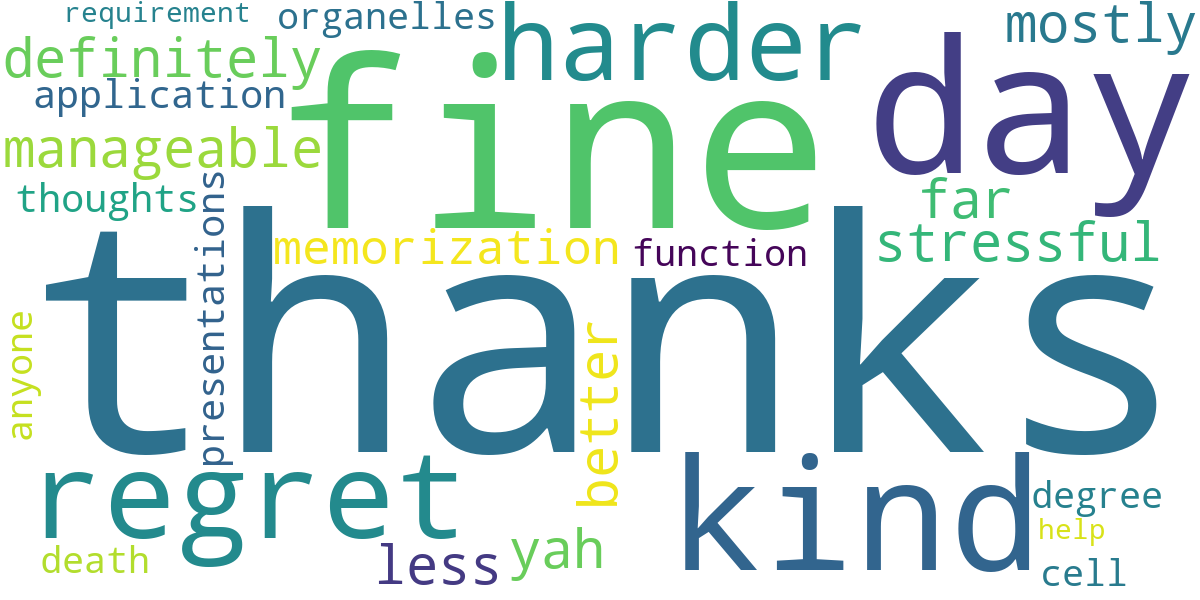 requirement
organelles
harder
mostly
definitely
fine
day
application
manageable
thoughts
presentations
far
memorization
function
stressful
thanks
anyone
better
regret
kind
degree
help
death
less
yah
cell